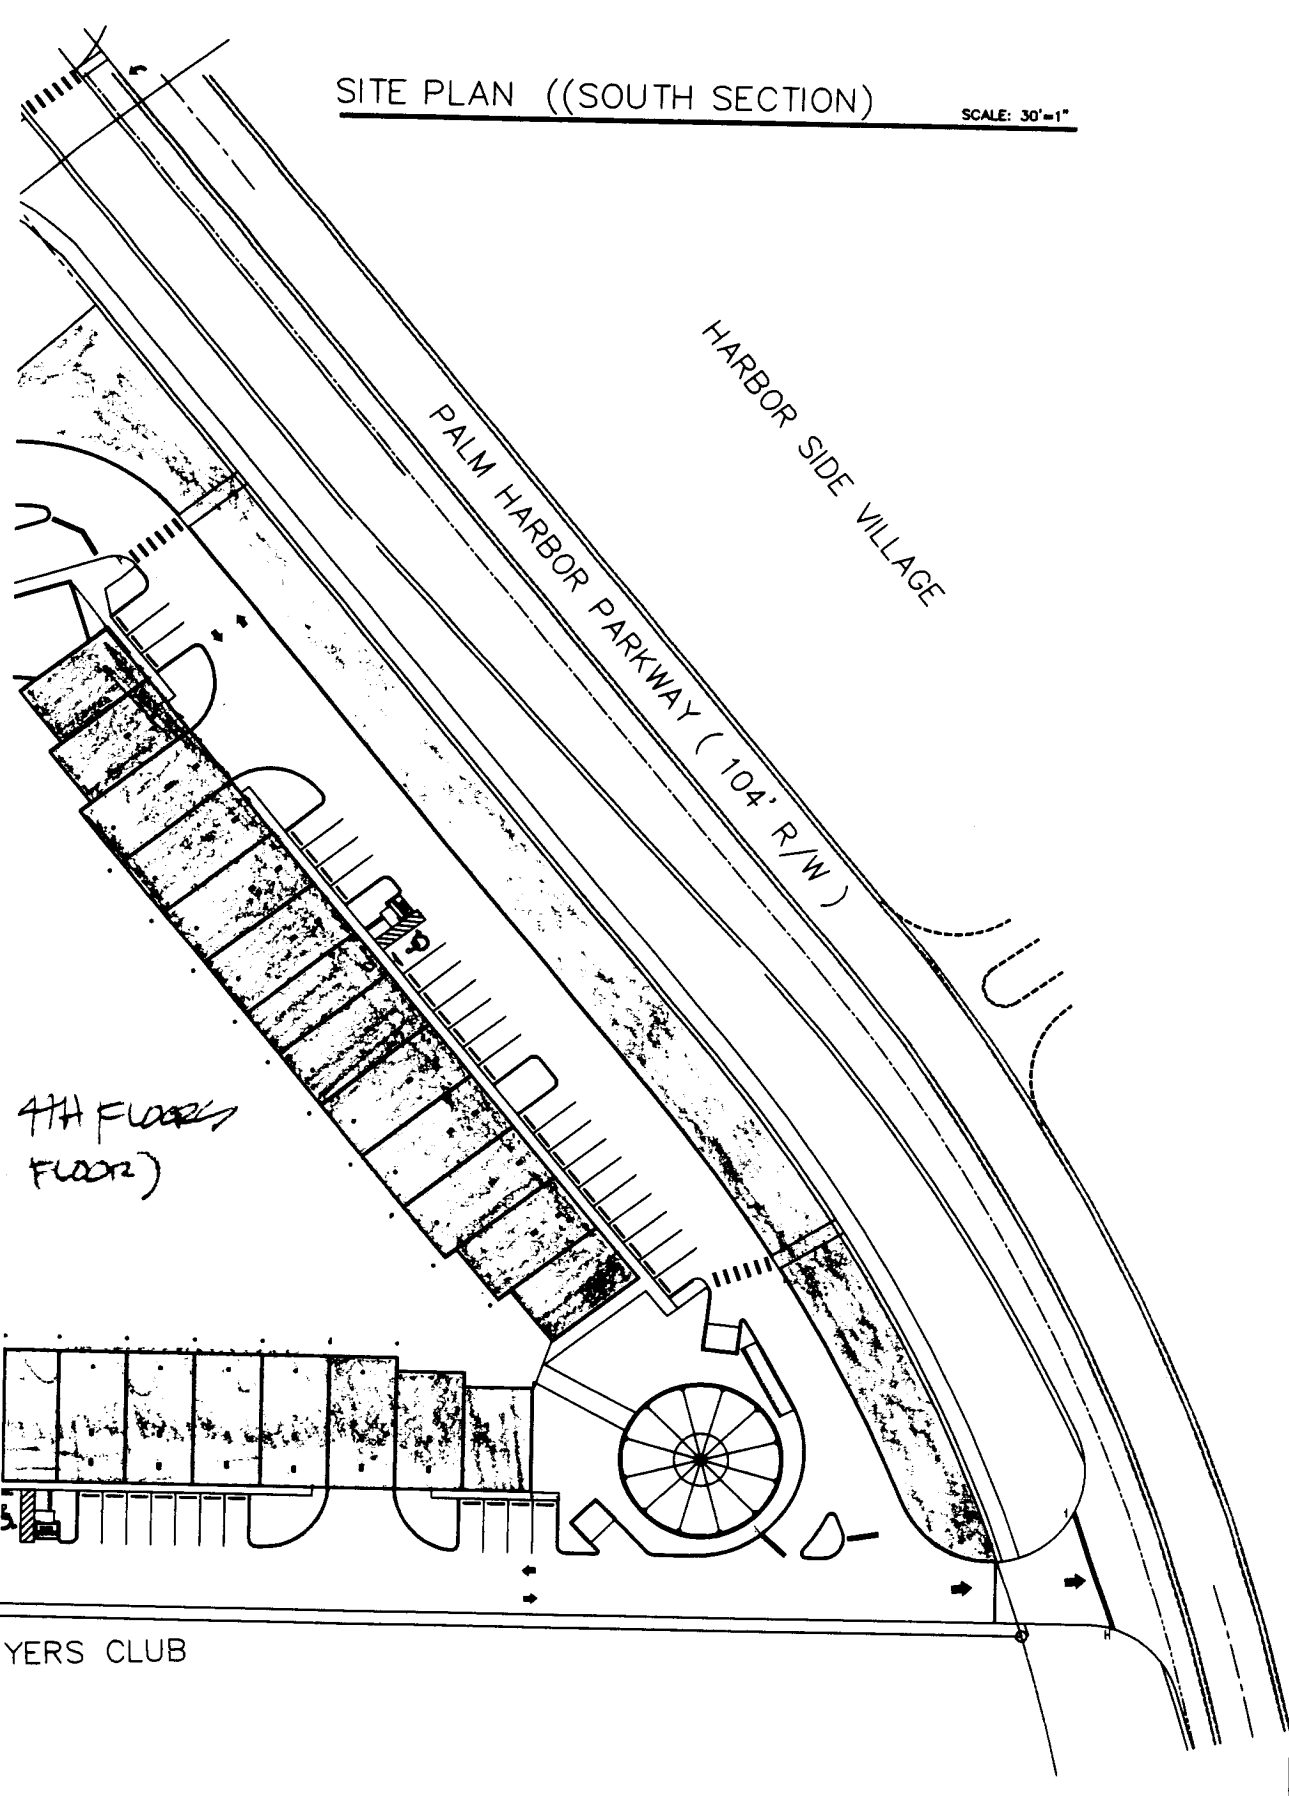 SITE PLAN ((SOUTH SECTION)
SCALE: 30'=1"
HARBOR SIDE VILLAGE
PALM HARBOR PARKWAY ( 104' R/W )
4TH FLOORS
FLOOR)
YERS CLUB